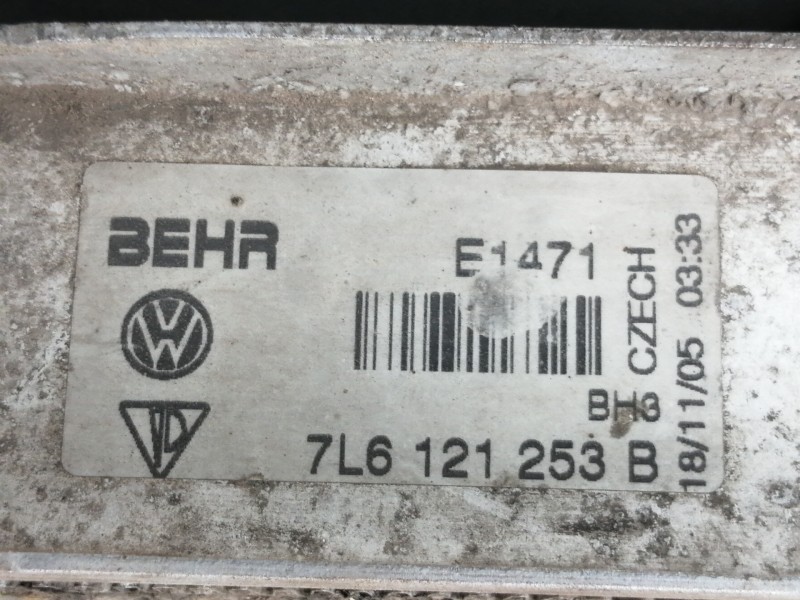 BEHR
E1471
BH3
7L6 121 253 B
CZECH
18/11/05 03:33